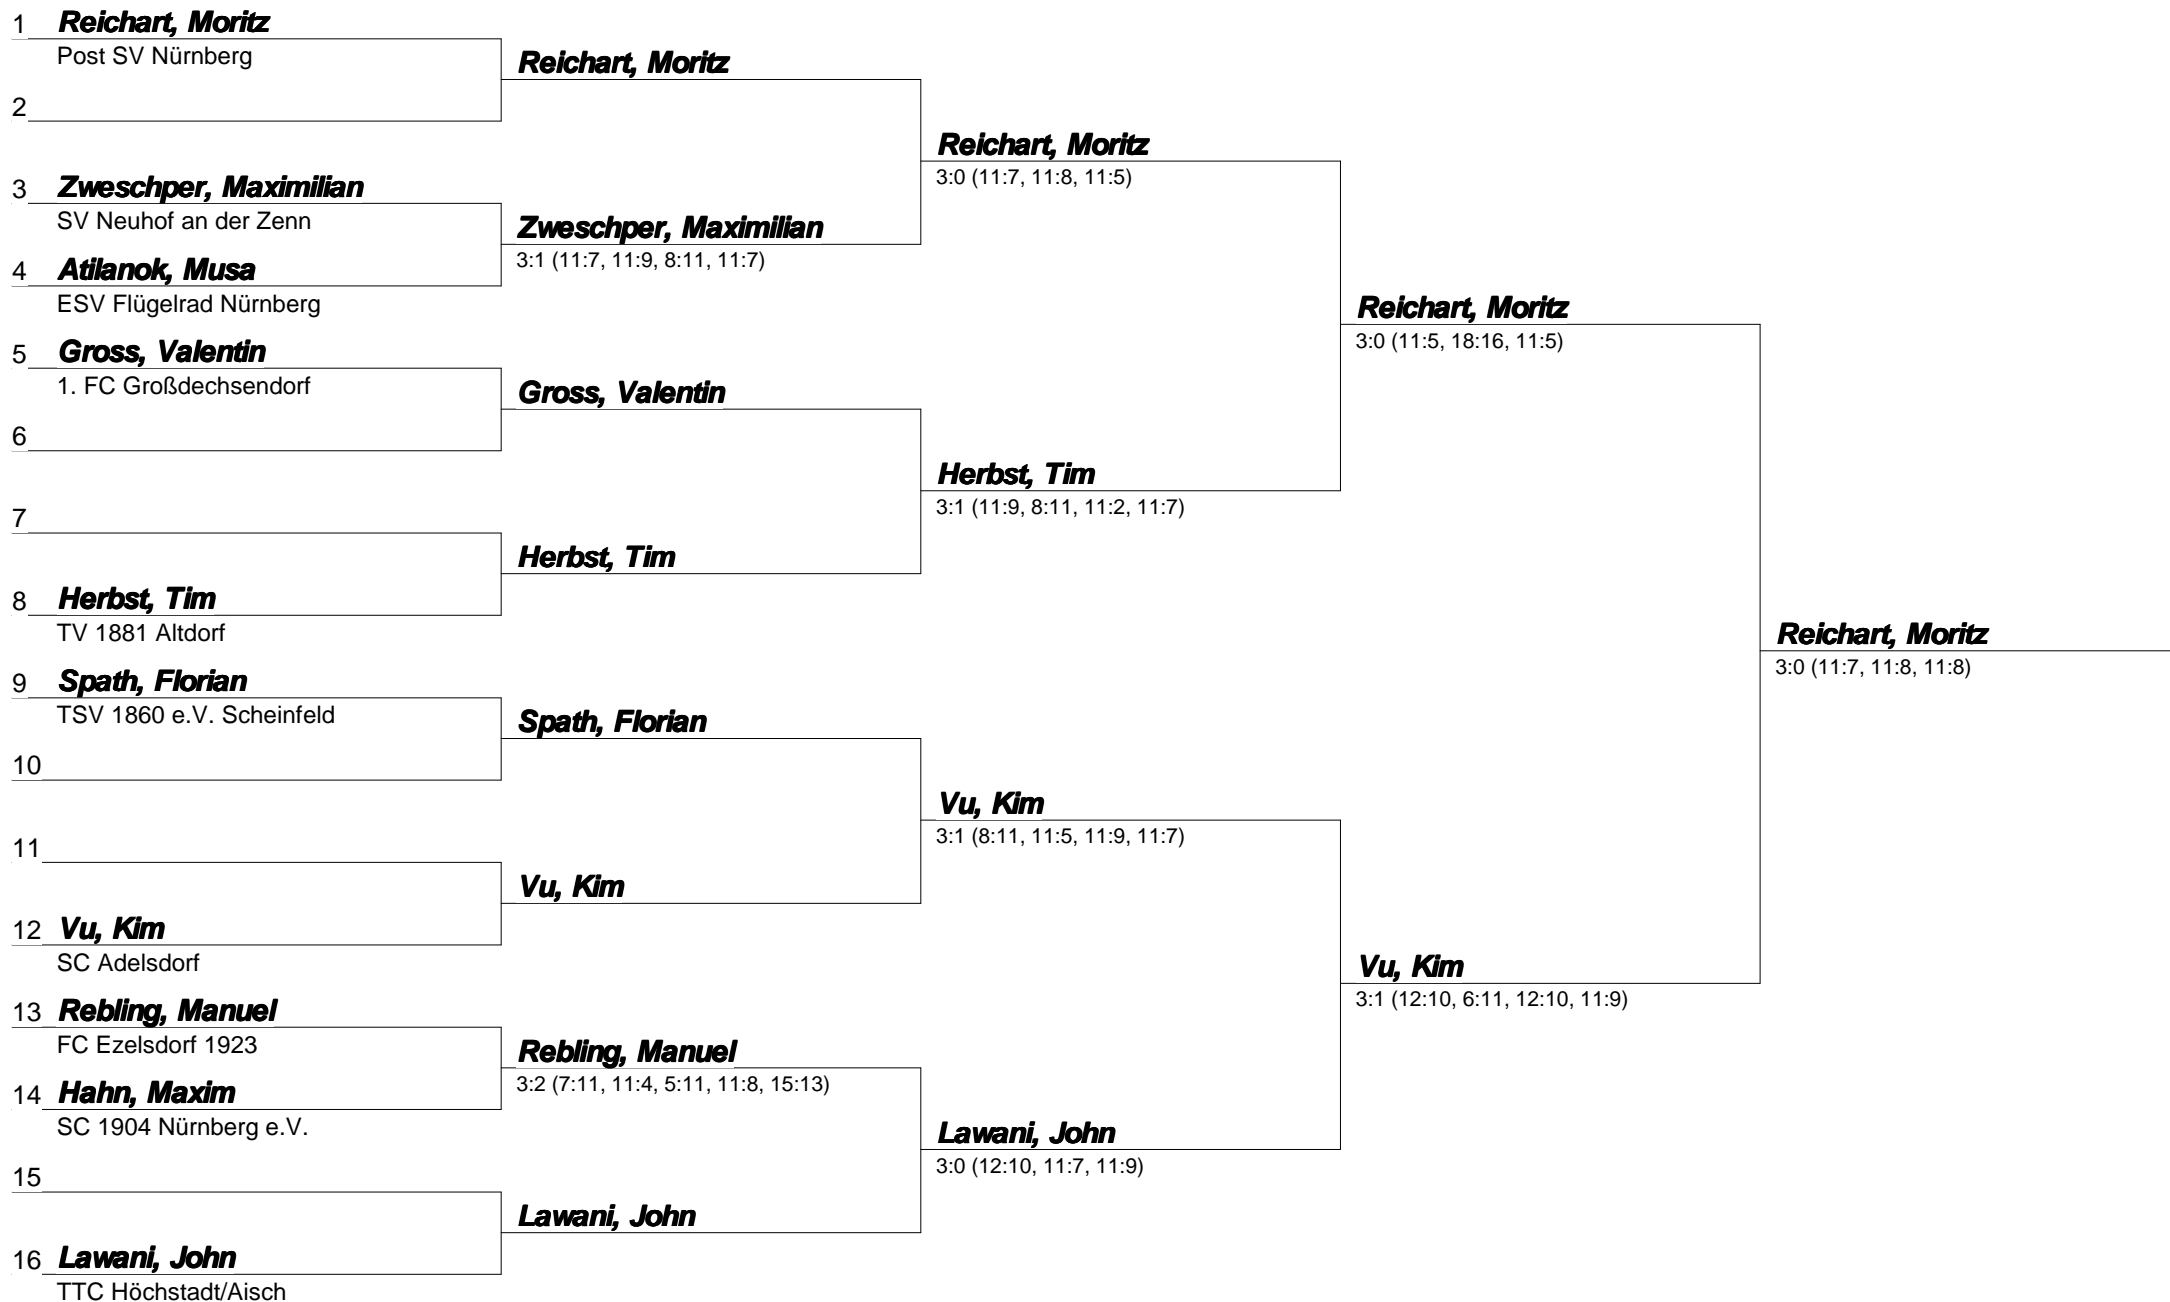 1 Reichart, Moritz
Post SV Nürnberg
Reichart, Moritz
2
Reichart, Moritz
3:0 (11:7, 11:8, 11:5)
3 Zweschper, Maximilian
SV Neuhof an der Zenn
Zweschper, Maximilian
3:1 (11:7, 11:9, 8:11, 11:7)
4 Atilanok, Musa
ESV Flügelrad Nürnberg
Reichart, Moritz
3:0 (11:5, 18:16, 11:5)
5 Gross, Valentin
1. FC Großdechsendorf
Gross, Valentin
6
Herbst, Tim
3:1 (11:9, 8:11, 11:2, 11:7)
7
Herbst, Tim
8 Herbst, Tim
TV 1881 Altdorf
Reichart, Moritz
3:0 (11:7, 11:8, 11:8)
9 Spath, Florian
TSV 1860 e.V. Scheinfeld
Spath, Florian
10
Vu, Kim
3:1 (8:11, 11:5, 11:9, 11:7)
11
Vu, Kim
12 Vu, Kim
SC Adelsdorf
Vu, Kim
3:1 (12:10, 6:11, 12:10, 11:9)
13 Rebling, Manuel
FC Ezelsdorf 1923
Rebling, Manuel
3:2 (7:11, 11:4, 5:11, 11:8, 15:13)
14 Hahn, Maxim
SC 1904 Nürnberg e.V.
Lawani, John
3:0 (12:10, 11:7, 11:9)
15
Lawani, John
16 Lawani, John
TTC Höchstadt/Aisch